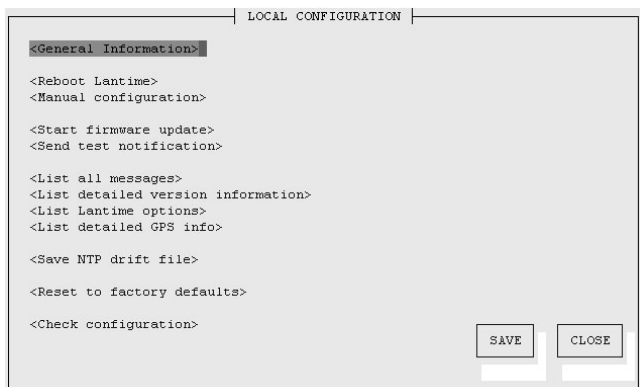 LOCAL CONFIGURATION
<General Information>
<Reboot Lantime>
<Manual configuration>
<Start firmware update>
<Send test notification>
<List all messages>
<List detailed version information>
<List Lantime options>
<List detailed GPS info>
<Save NTP drift file>
<Reset to factory defaults>
<Check configuration>
SAVE CLOSE